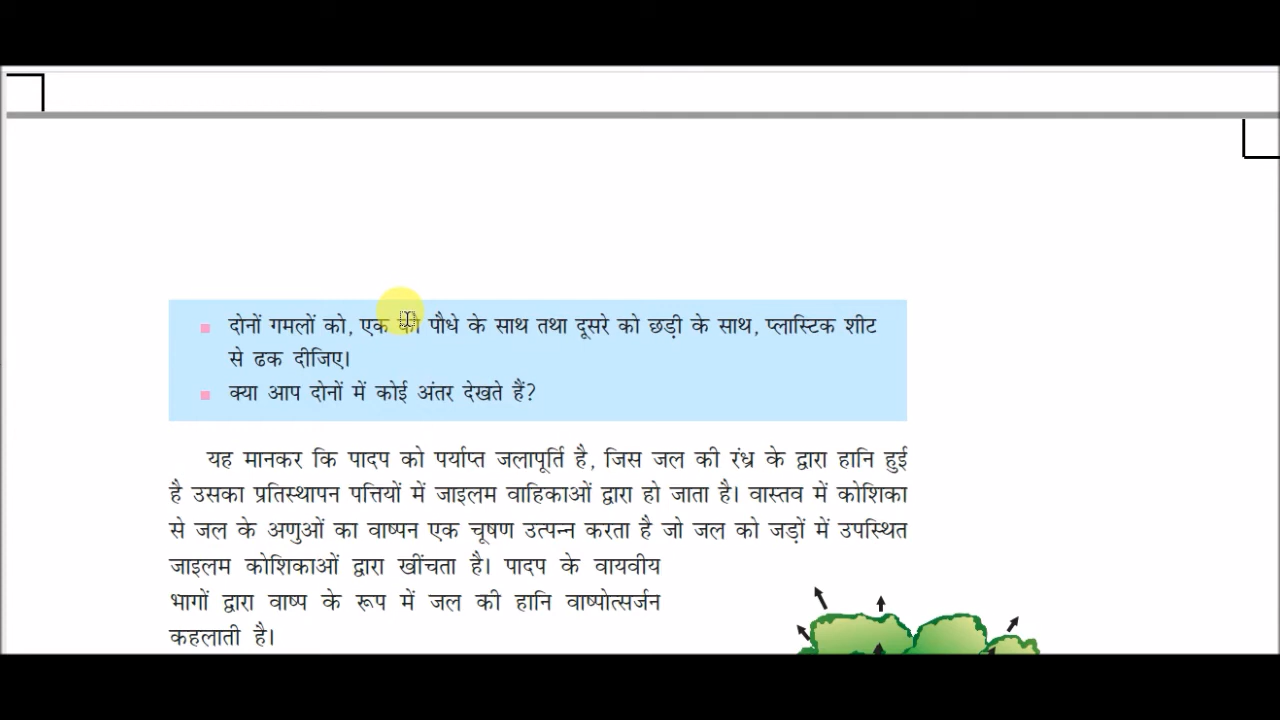 दोनों गमलों को, एक को पौधे के साथ तथा दूसरे को छड़ी के साथ, प्लास्टिक शीट
से ढक दीजिए।
क्या आप दोनों में कोई अंतर देखते हैं?
यह मानकर कि पादप को पर्याप्त जलापूर्ति है, जिस जल की रंध्र के द्वारा हानि हुई
है उसका प्रतिस्थापन पत्तियों में जाइलम वाहिकाओं द्वारा हो जाता है। वास्तव में कोशिका
से जल के अणुओं का वाष्पन एक चूषण उत्पन्न करता है जो जल को जड़ों में उपस्थित
जाइलम कोशिकाओं द्वारा खींचता है। पादप के वायवीय
भागों द्वारा वाष्प के रूप में जल की हानि वाष्पोत्सर्जन
कहलाती है।